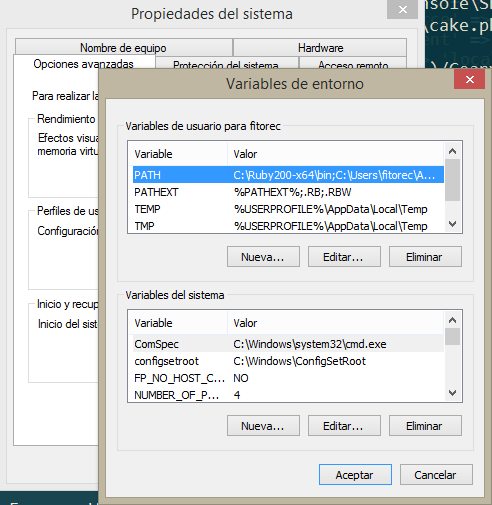 Propiedades del sistema
Nombre de equipo
Hardware
Opciones avanzadas
Protección del sistema
Acceso remoto
Para realizar la
Rendimiento
Efectos visua
memoria virtu
Perfiles de us
Configuración
Inicio y recup
Inicio del sist
\cake.ph
Variables de entorno
Variables de usuario para fitorec
Variable Valor
PATH C:\Ruby200-x64\bin;C:\Users\fitorec\A...
PATHEXT %PATHEXT%;.RB;.RBW
TEMP %USERPROFILE%\AppData\Local\Temp
TMP %USERPROFILE%\AppData\Local\Temp
Nueva... Editar... Eliminar
Variables del sistema
Variable Valor
ComSpec C:\Windows\system32\cmd.exe
configsetroot C:\Windows\ConfigSetRoot
FP_NO_HOST_C... NO
NUMBER_OF_P... 4
Nueva... Editar... Eliminar
Aceptar Cancelar